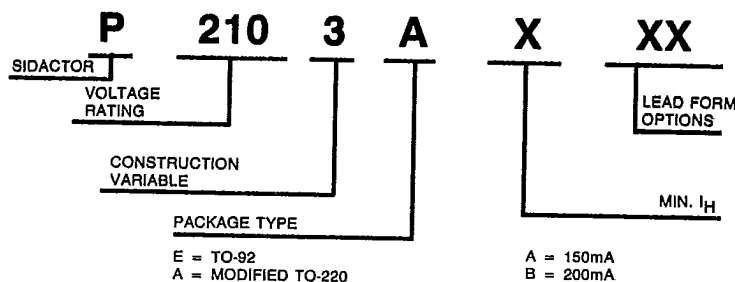 P 210 3 A X XX
SIDACTOR
VOLTAGE
RATING
LEAD FORM
OPTIONS
CONSTRUCTION
VARIABLE
MIN. IH
PACKAGE TYPE
E = TO-92
A = MODIFIED TO-220
A = 150mA
B = 200mA